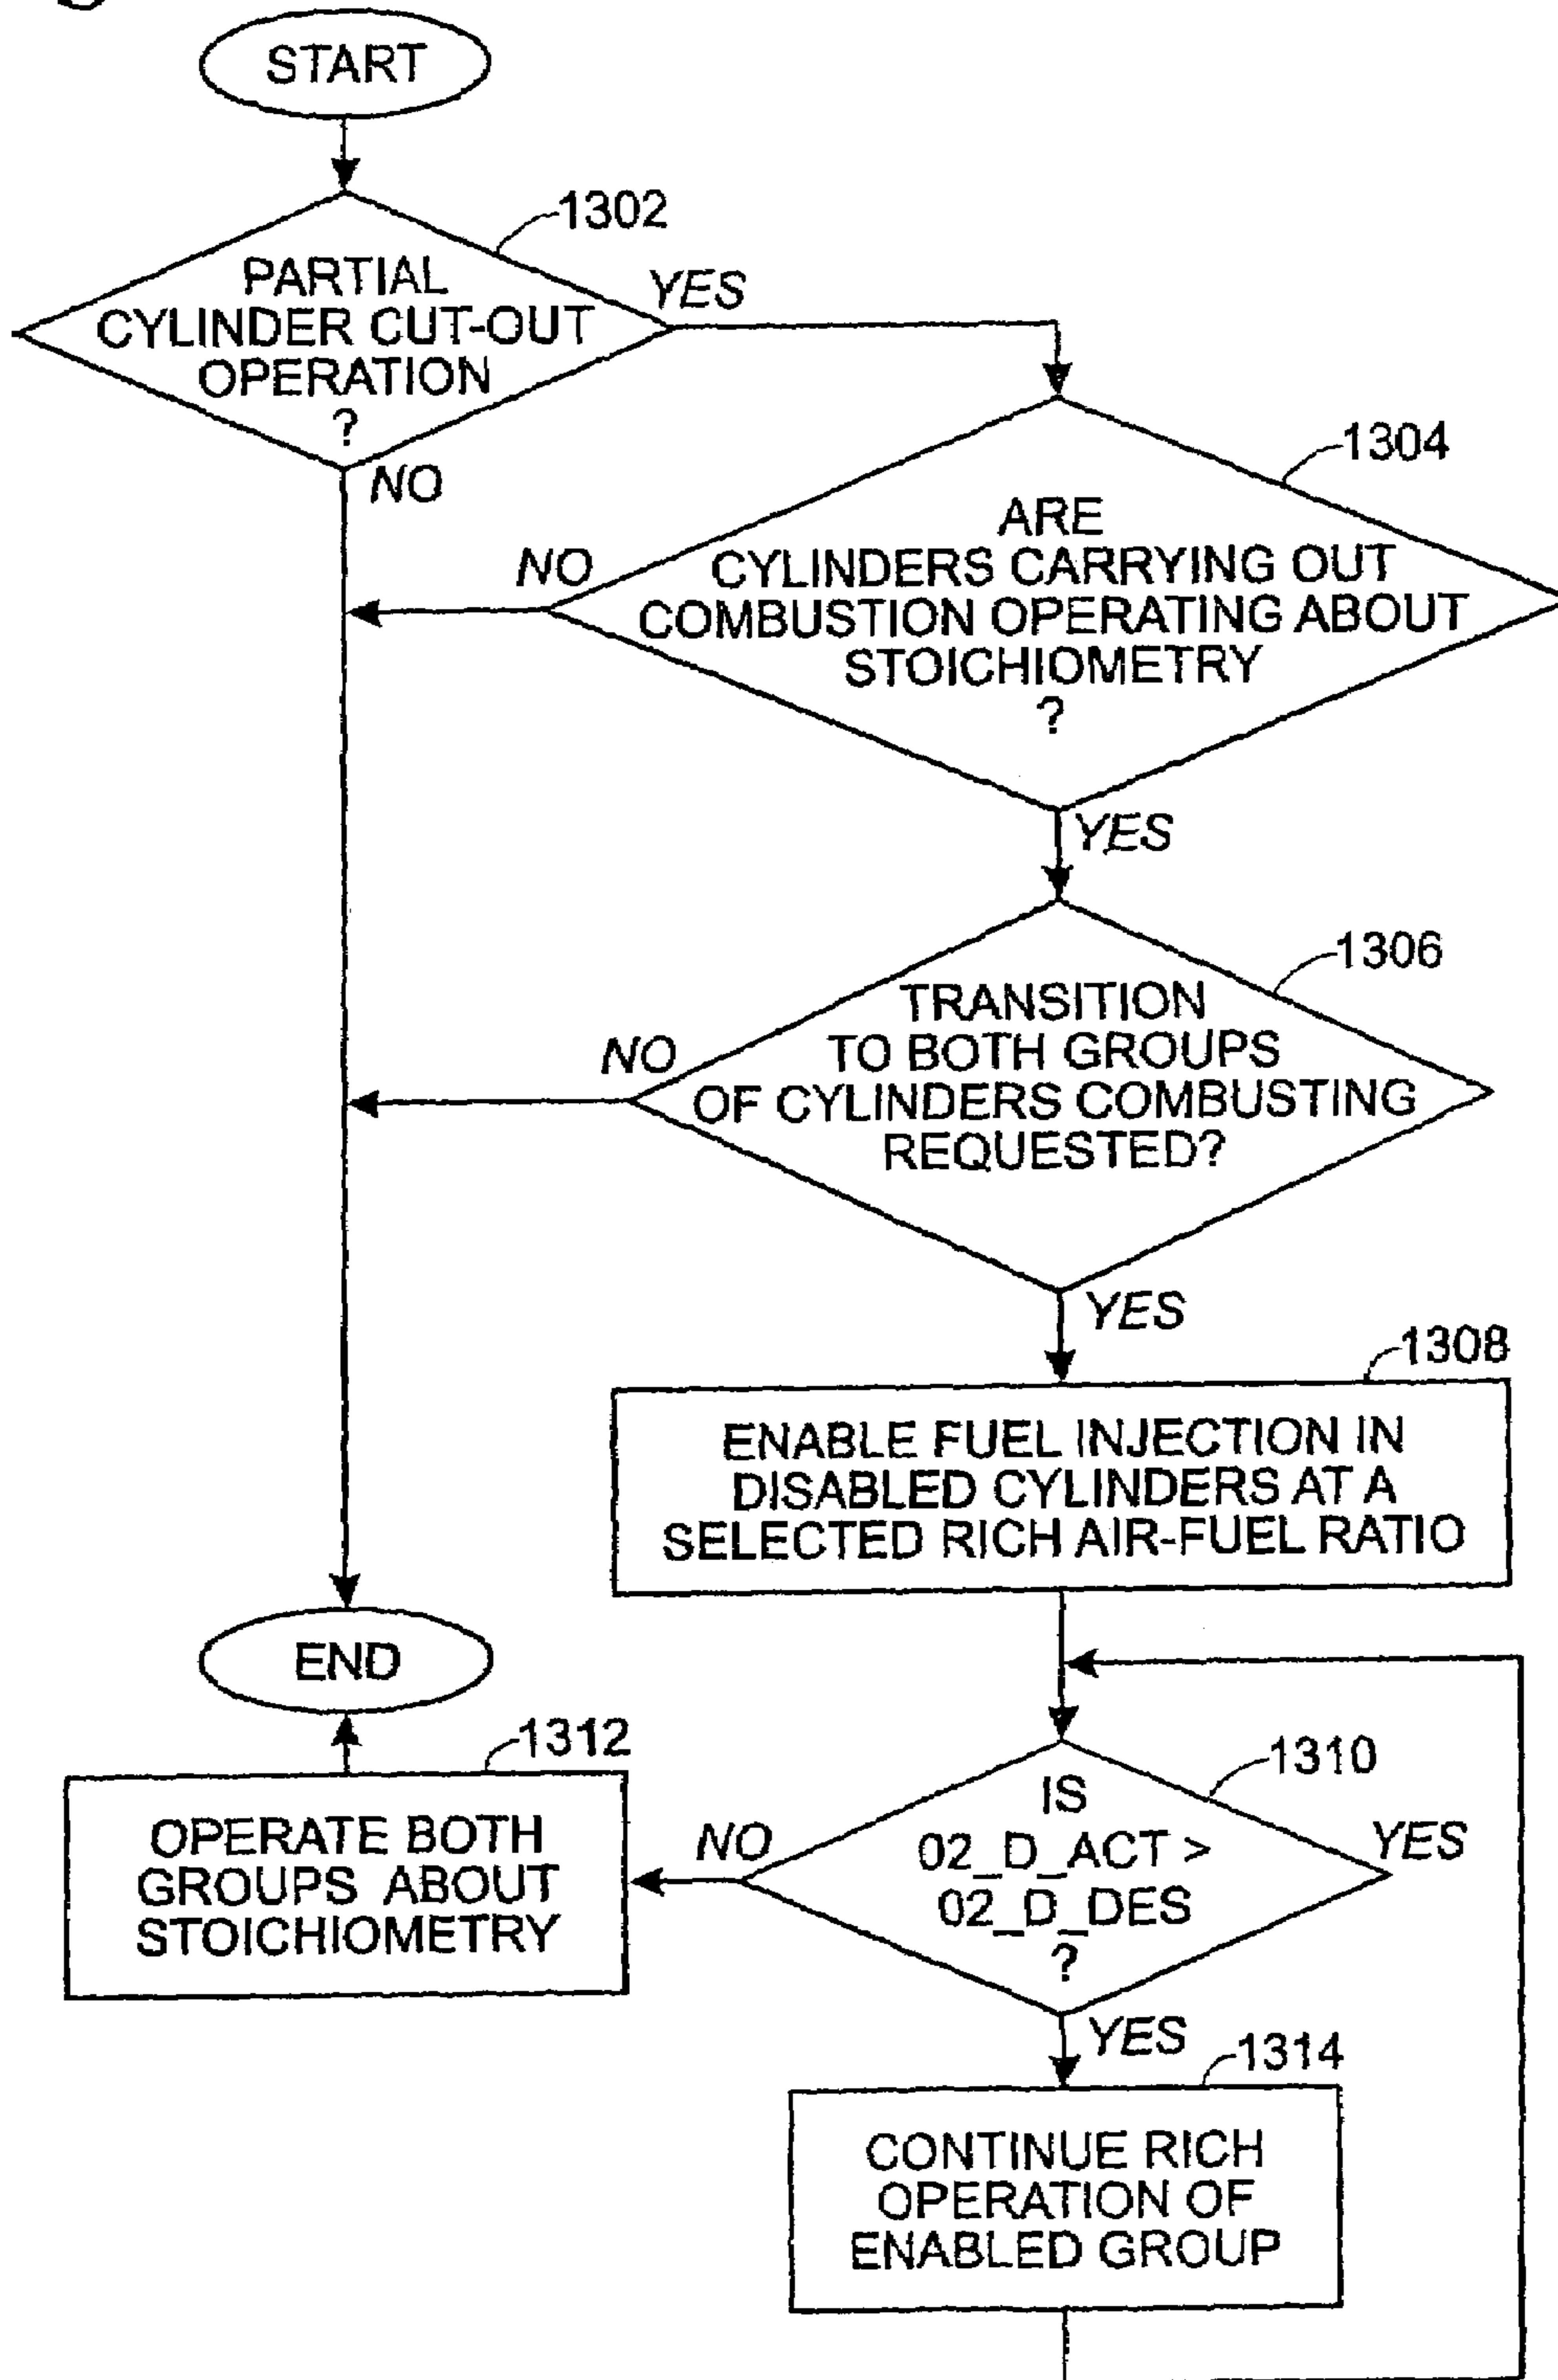 START
1302
PARTIAL
CYLINDER CUT-OUT
OPERATION
?
YES
NO
1304
ARE
CYLINDERS CARRYING OUT
COMBUSTION OPERATING ABOUT
STOICHIOMETRY
?
NO
YES
1306
TRANSITION
TO BOTH GROUPS
OF CYLINDERS COMBUSTING
REQUESTED?
NO
YES
1308
ENABLE FUEL INJECTION IN
DISABLED CYLINDERS AT A
SELECTED RICH AIR-FUEL RATIO
END
1310
IS
02_D_ACT >
02_D_DES
?
NO
YES
1312
OPERATE BOTH
GROUPS ABOUT
STOICHIOMETRY
YES
1314
CONTINUE RICH
OPERATION OF
ENABLED GROUP